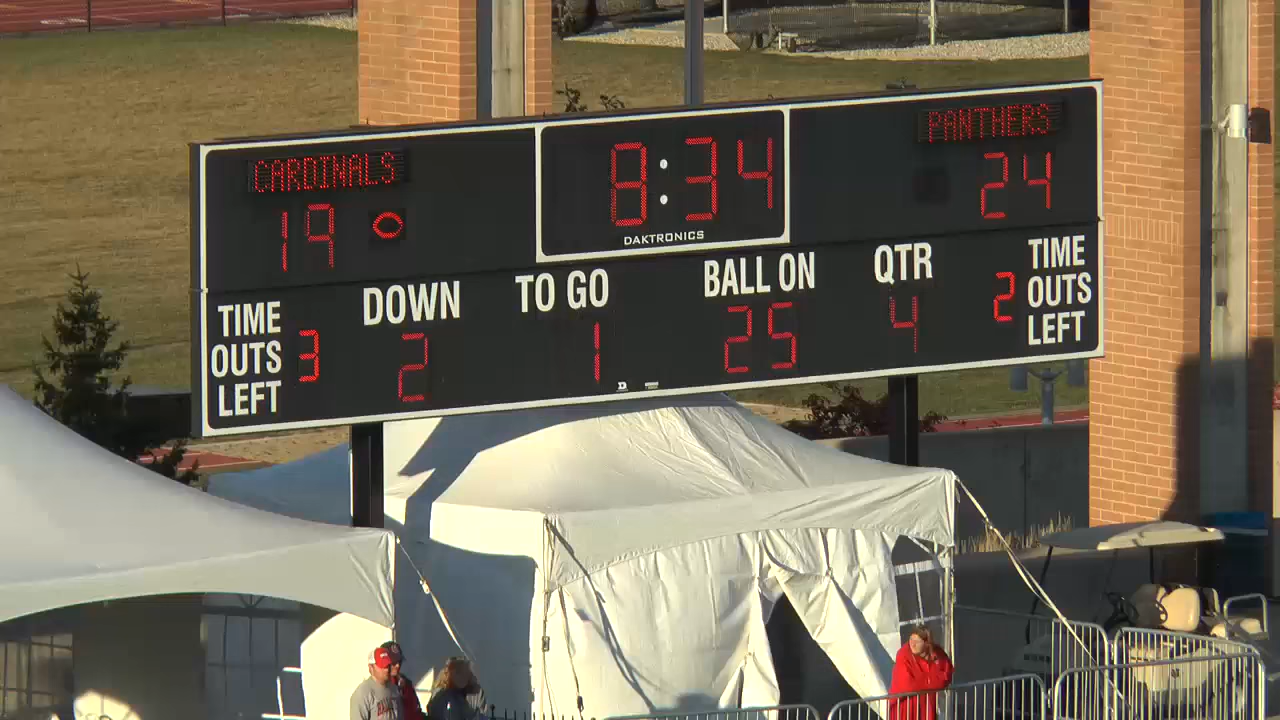 CARDINALS
19
8:34
DAKTRONICS
PANTHERS
24
TIME OUTS LEFT 3
DOWN 2
TO GO 1
BALL ON 25
QTR 4
2 TIME OUTS LEFT